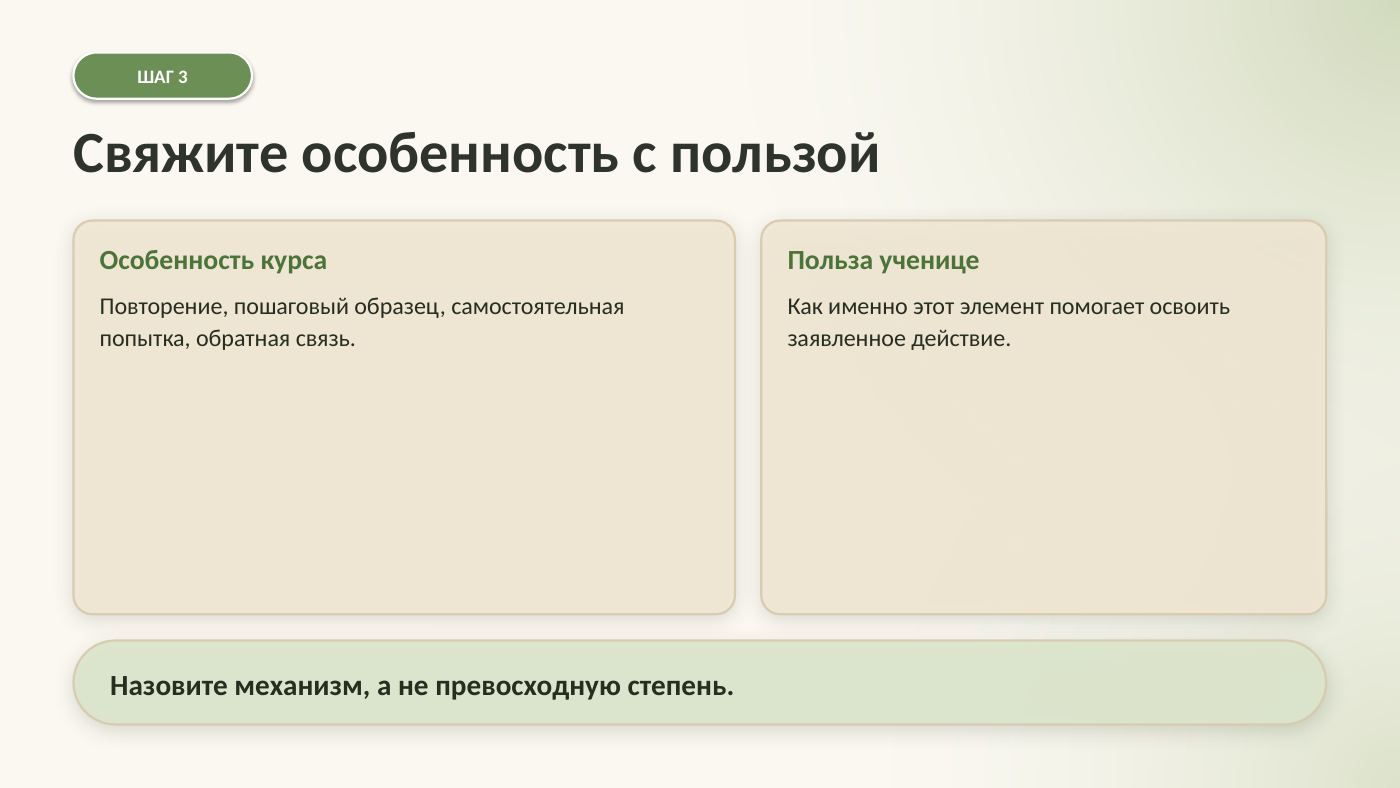 ШАГ 3
Свяжите особенность с пользой
Особенность курса
Повторение, пошаговый образец, самостоятельная
попытка, обратная связь.
Польза ученице
Как именно этот элемент помогает освоить
заявленное действие.
Назовите механизм, а не превосходную степень.